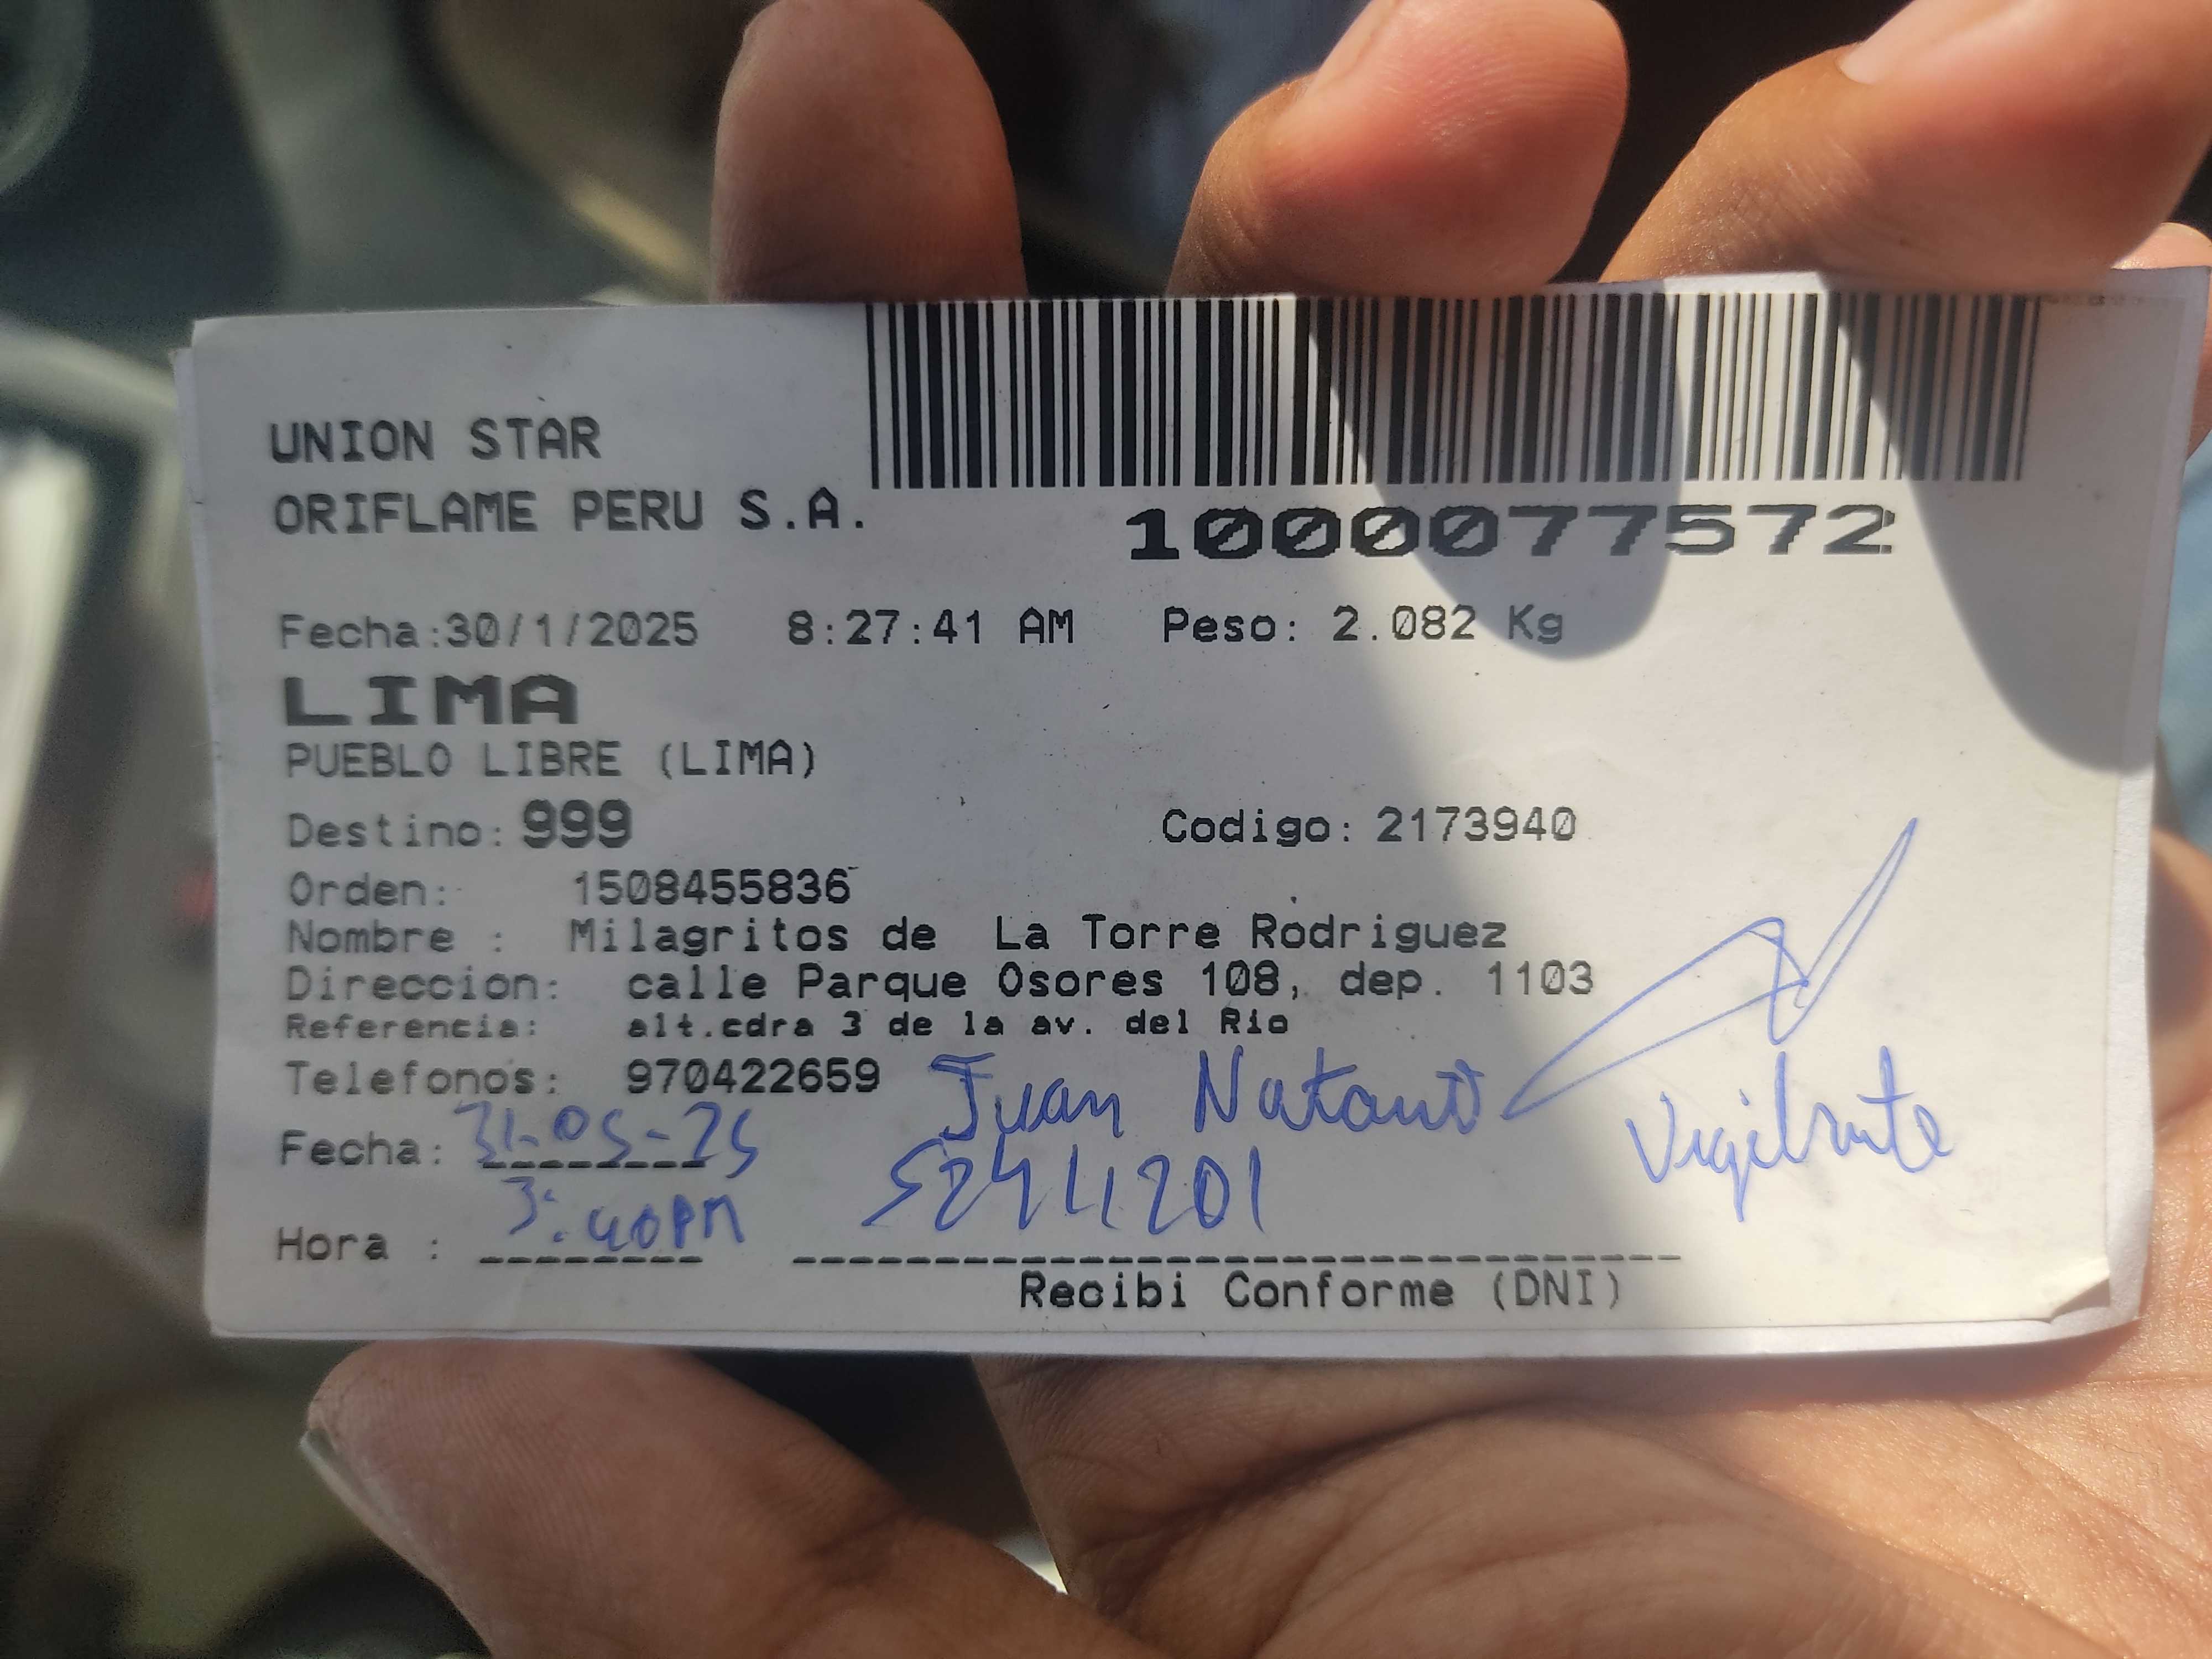 UNION STAR
ORIFLAME PERU S.A.
1000077572
Fecha:30/1/2025 8:27:41 AM Peso: 2.082 Kg
LIMA
PUEBLO LIBRE (LIMA)
Destino: 999 Codigo: 2173940
Orden: 1508455836
Nombre : Milagritos de La Torre Rodriguez
Direccion: calle Parque Osores 108, dep. 1103
Referencia: alt.cdra 3 de la av. del Rio
Telefonos: 970422659 Juan
Vigilante
Fecha: 31-05-25
Hora : 3:40PM
Recibi Conforme (DNI)